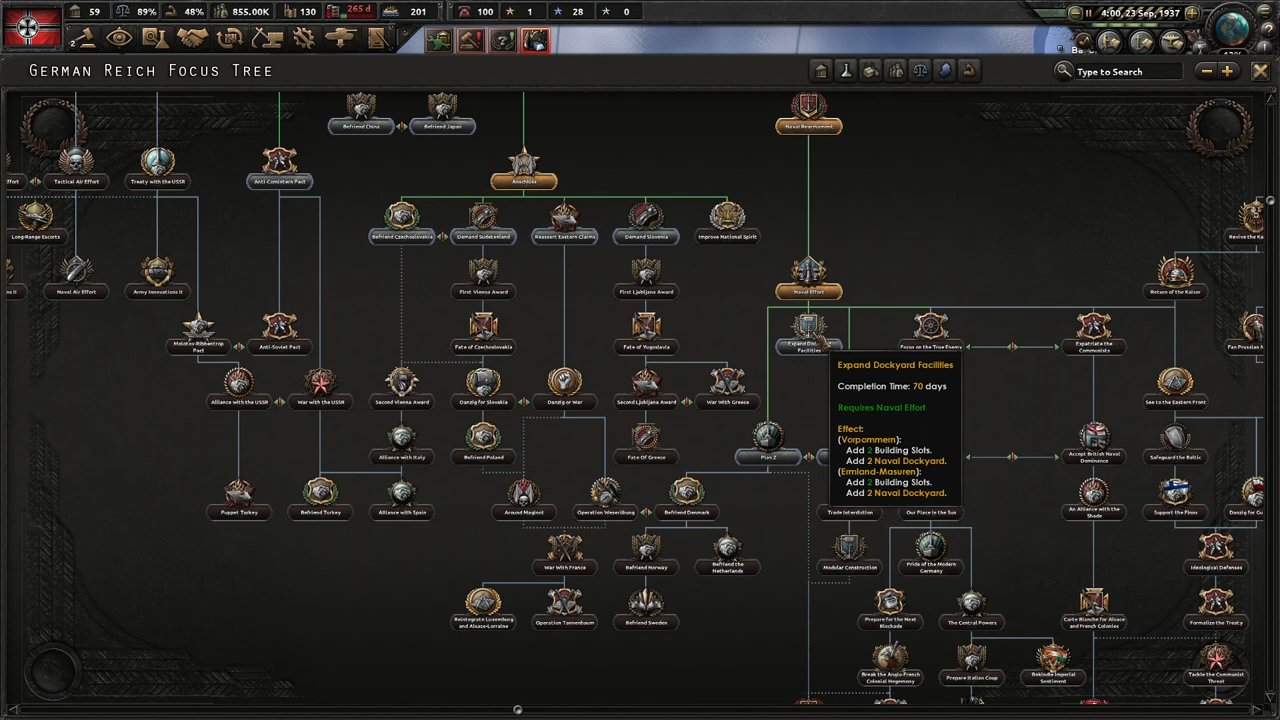 59 89% 48% 855.00K 130 265 d 201 100 1 28 0 4:00, 23 Sep, 1937
2
German Reich Focus Tree
Type to Search
Befriend China Befriend Japan Naval Rearmament
Tactical Air Effort Treaty with the USSR Anti-Comintern Pact Anschluss
Long-Range Escorts Befriend Czechoslovakia Demand Sudetenland Reassert Eastern Claims Demand Slovenia Improve National Spirit
Naval Air Effort Army Innovations II First Vienna Award First Ljubljana Award Naval Effort Return of the Kaiser
Molotov-Ribbentrop
Pact
Anti-Soviet Pact Fate of Czechoslovakia Fate of Yugoslavia
Facilities
Focus on the True Enemy
Expatriate the
Communists
Expand Dockyard Facilities
Completion Time: 70 days
Requires Naval Effort
Effect:
(Vorpommern):
Add 2 Building Slots.
Add 2 Naval Dockyard.
(Ermland-Masuren):
Add 2 Building Slots.
Add 2 Naval Dockyard.
Alliance with the USSR War with the USSR Second Vienna Award Danzig for Slovakia Danzig or War Second Ljubljana Award War with Greece See to the Eastern Front
Alliance with Italy Befriend Poland Fate Of Greece Plan Z
Accept British Naval
Dominance
Safeguard the Baltic
Puppet Turkey Befriend Turkey Alliance with Spain Around Maginot Operation Weserübung Befriend Denmark Trade Interdiction Our Place in the Sun
An Alliance with the
Shade
Support the Finns
War With France Befriend Norway
Befriend the
Netherlands
Modular Construction
Pride of the Modern
Germany
Ideological Defenses
Reintegrate Luxemburg
and Alsace-Lorraine
Operation Tannenbaum Befriend Sweden
Prepare for the Next
Blockade
The Central Powers
Carte Blanche for Alsace
and French Colonies
Formalize the Treaty
Break the Anglo-French
Colonial Hegemony
Prepare Italian Coup
Rekindle Imperial
Sentiment
Tackle the Communist
Threat